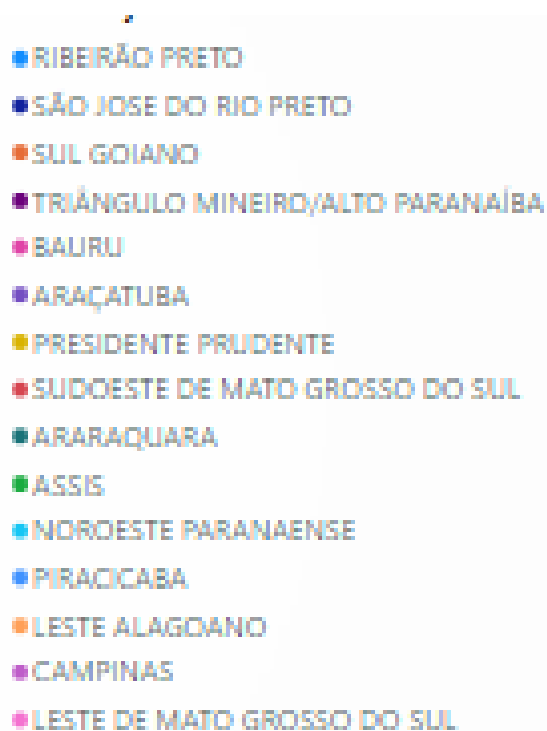 RIBEIRÃO PRETO
SÃO JOSE DO RIO PRETO
SUL GOIANO
TRIÂNGULO MINEIRO/ALTO PARANAÍBA
BAURU
ARAÇATUBA
PRESIDENTE PRUDENTE
SUDOESTE DE MATO GROSSO DO SUL
ARARAQUARA
ASSIS
NOROESTE PARANAENSE
PIRACICABA
LESTE ALAGOANO
CAMPINAS
LESTE DE MATO GROSSO DO SUL